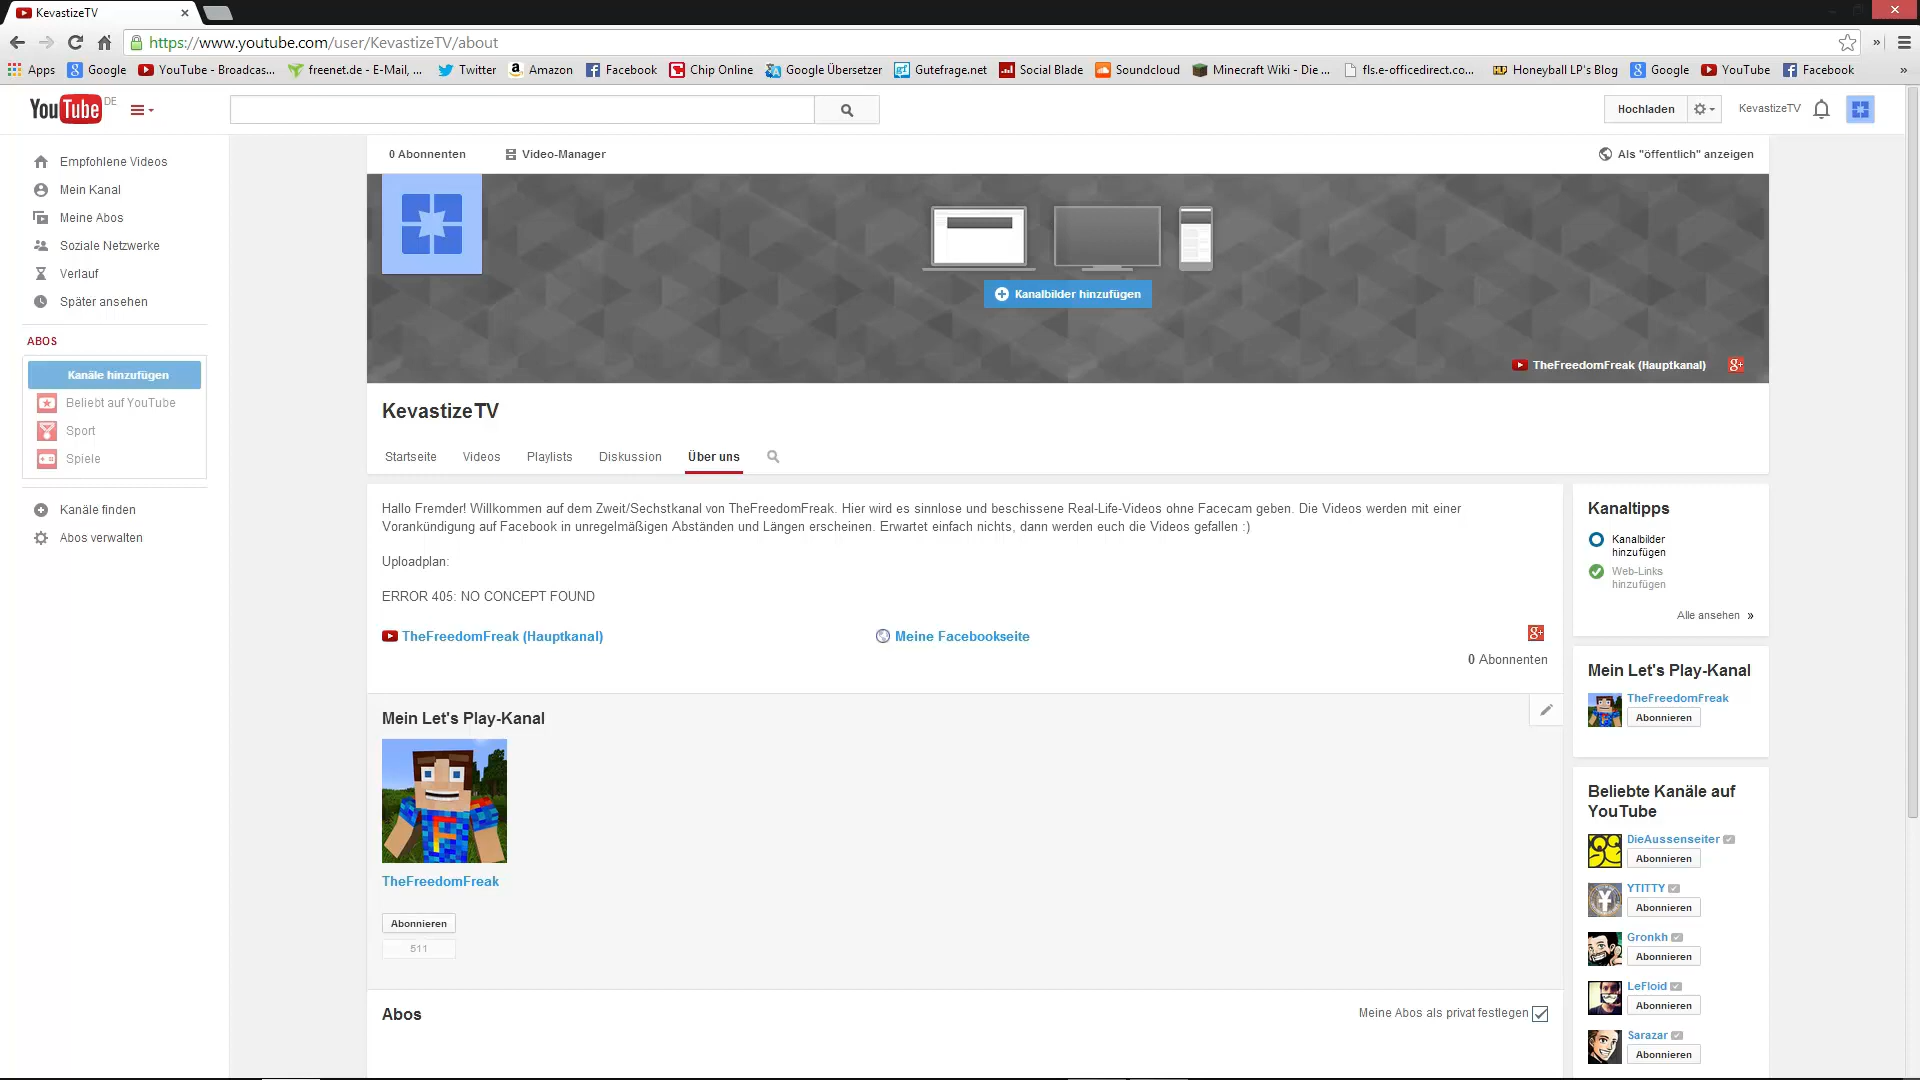 KevastizeTV
https://www.youtube.com/user/KevastizeTV/about
Apps Google YouTube - Broadcas... freenet.de - E-Mail, ... Twitter Amazon Facebook Chip Online Google Übersetzer Gutefrage.net Social Blade Soundcloud Minecraft Wiki - Die ... fls.e-officedirect.co... Honeyball LP's Blog Google YouTube Facebook »
YouTube DE
Hochladen
KevastizeTV
Empfohlene Videos
Mein Kanal
Meine Abos
Soziale Netzwerke
Verlauf
Später ansehen
ABOS
Kanäle hinzufügen
Beliebt auf YouTube
Sport
Spiele
Kanäle finden
Abos verwalten
0 Abonnenten Video-Manager Als "öffentlich" anzeigen
Kanalbilder hinzufügen
TheFreedomFreak (Hauptkanal)
KevastizeTV
Startseite Videos Playlists Diskussion Über uns
Hallo Fremder! Willkommen auf dem Zweit/Sechstkanal von TheFreedomFreak. Hier wird es sinnlose und beschissene Real-Life-Videos ohne Facecam geben. Die Videos werden mit einer
Vorankündigung auf Facebook in unregelmäßigen Abständen und Längen erscheinen. Erwartet einfach nichts, dann werden euch die Videos gefallen :)
Uploadplan:
ERROR 405: NO CONCEPT FOUND
TheFreedomFreak (Hauptkanal) Meine Facebookseite
0 Abonnenten
Mein Let's Play-Kanal
TheFreedomFreak
Abonnieren
511
Abos
Meine Abos als privat festlegen
Kanaltipps
Kanalbilder
hinzufügen
Web-Links
hinzufügen
Alle ansehen »
Mein Let's Play-Kanal
TheFreedomFreak
Abonnieren
Beliebte Kanäle auf
YouTube
DieAussenseiter
Abonnieren
YTITTY
Abonnieren
Gronkh
Abonnieren
LeFloid
Abonnieren
Sarazar
Abonnieren